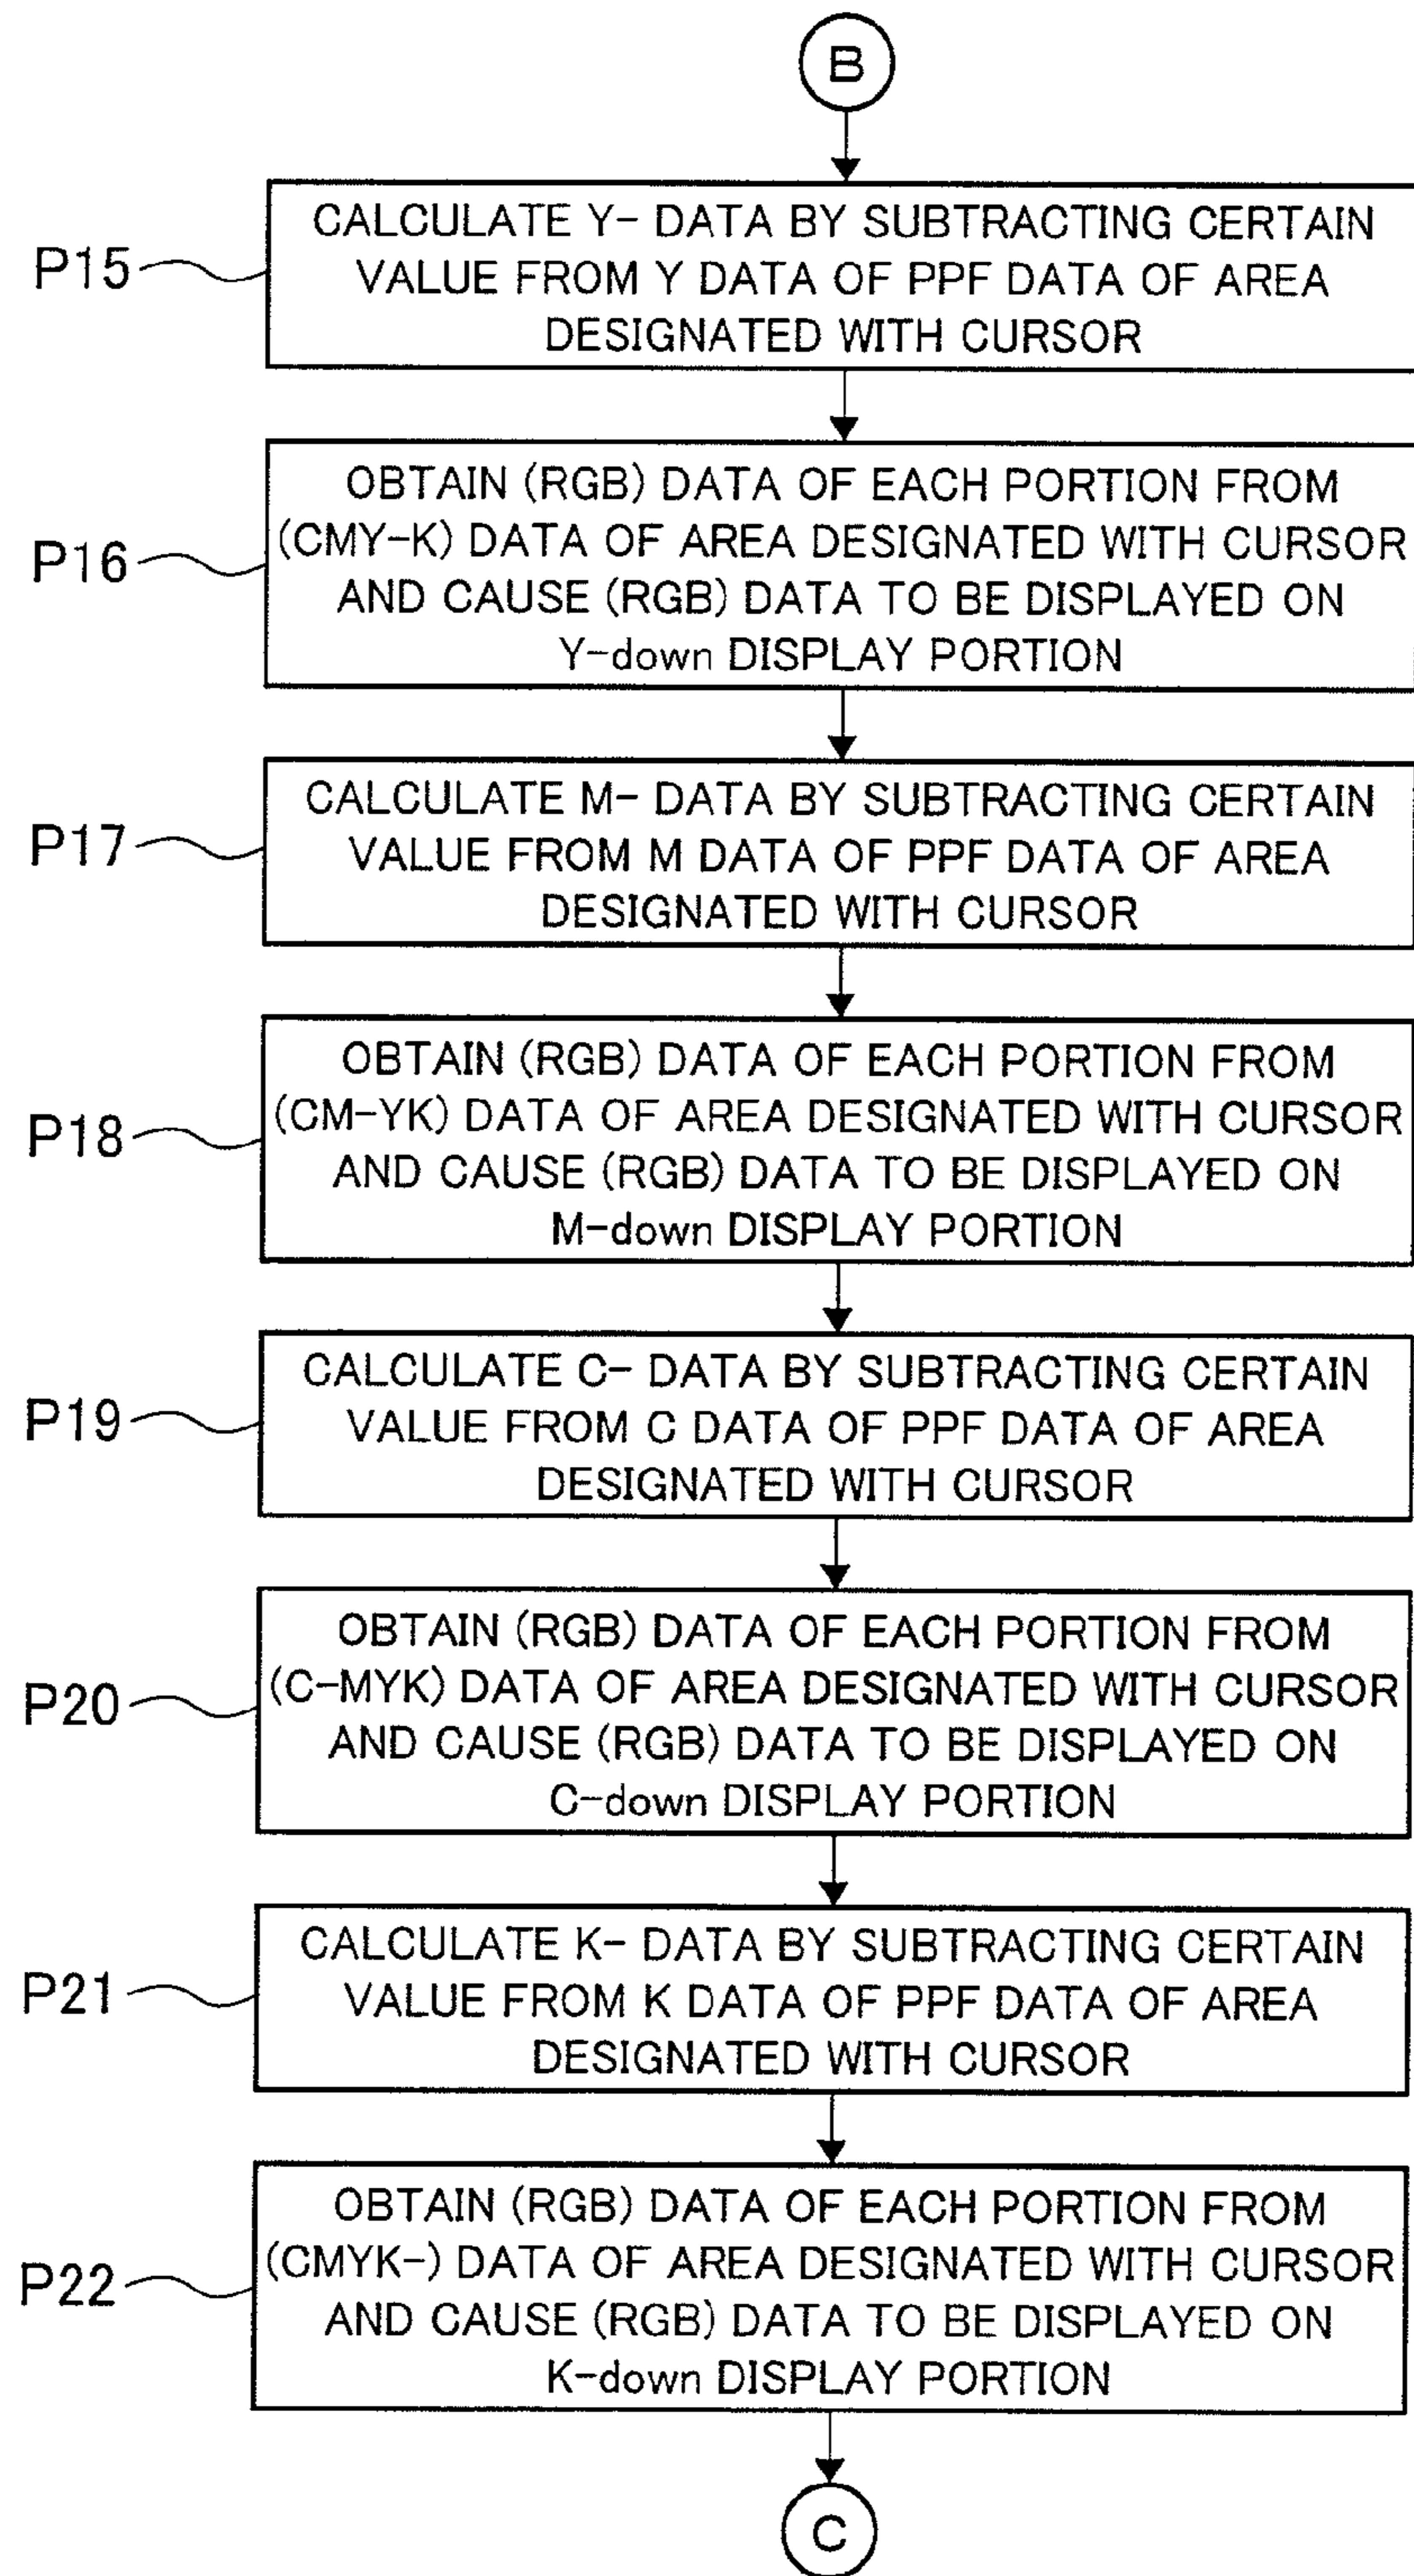 B
P15
CALCULATE Y- DATA BY SUBTRACTING CERTAIN
VALUE FROM Y DATA OF PPF DATA OF AREA
DESIGNATED WITH CURSOR
P16
OBTAIN (RGB) DATA OF EACH PORTION FROM
(CMY-K) DATA OF AREA DESIGNATED WITH CURSOR
AND CAUSE (RGB) DATA TO BE DISPLAYED ON
Y-down DISPLAY PORTION
P17
CALCULATE M- DATA BY SUBTRACTING CERTAIN
VALUE FROM M DATA OF PPF DATA OF AREA
DESIGNATED WITH CURSOR
P18
OBTAIN (RGB) DATA OF EACH PORTION FROM
(CM-YK) DATA OF AREA DESIGNATED WITH CURSOR
AND CAUSE (RGB) DATA TO BE DISPLAYED ON
M-down DISPLAY PORTION
P19
CALCULATE C- DATA BY SUBTRACTING CERTAIN
VALUE FROM C DATA OF PPF DATA OF AREA
DESIGNATED WITH CURSOR
P20
OBTAIN (RGB) DATA OF EACH PORTION FROM
(C-MYK) DATA OF AREA DESIGNATED WITH CURSOR
AND CAUSE (RGB) DATA TO BE DISPLAYED ON
C-down DISPLAY PORTION
P21
CALCULATE K- DATA BY SUBTRACTING CERTAIN
VALUE FROM K DATA OF PPF DATA OF AREA
DESIGNATED WITH CURSOR
P22
OBTAIN (RGB) DATA OF EACH PORTION FROM
(CMYK-) DATA OF AREA DESIGNATED WITH CURSOR
AND CAUSE (RGB) DATA TO BE DISPLAYED ON
K-down DISPLAY PORTION
C